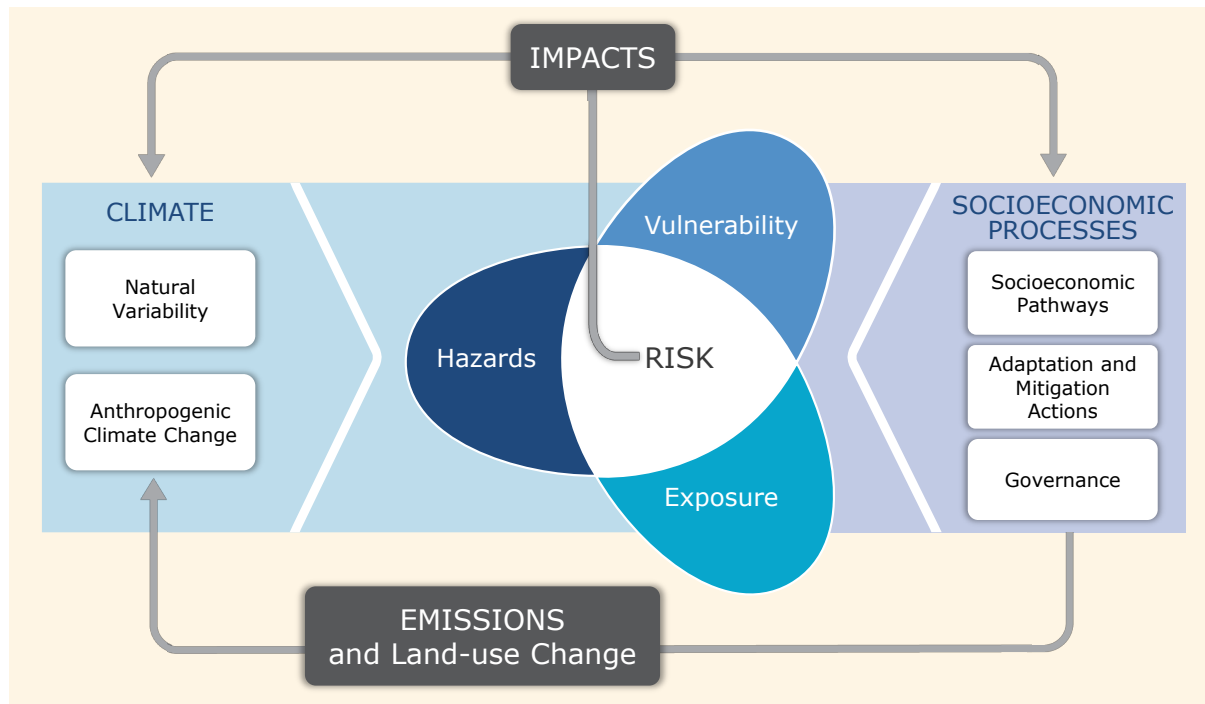 IMPACTS
CLIMATE
Natural
Variability
Anthropogenic
Climate Change
Vulnerability
Hazards
RISK
Exposure
SOCIOECONOMIC
PROCESSES
Socioeconomic
Pathways
Adaptation and
Mitigation
Actions
Governance
EMISSIONS
and Land-use Change